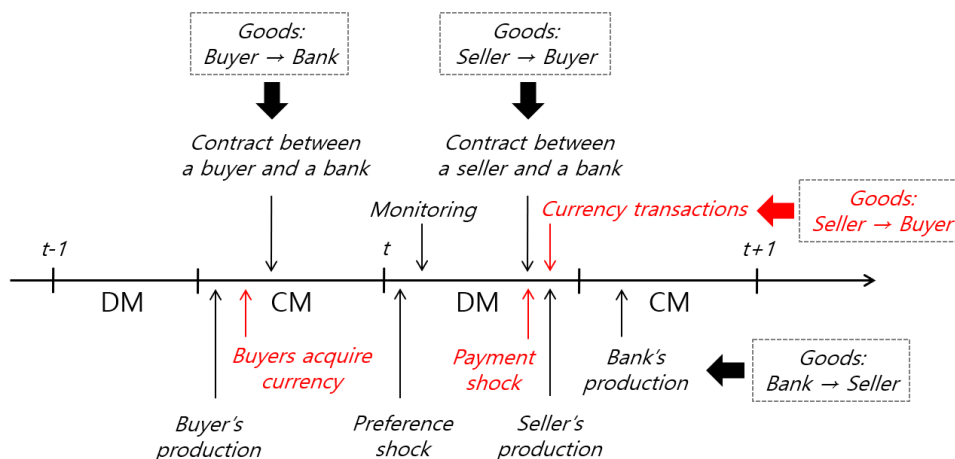 Goods:
Buyer → Bank
Goods:
Seller → Buyer
Contract between
a buyer and a bank
Contract between
a seller and a bank
Monitoring
Currency transactions
Goods:
Seller → Buyer
t-1
t
t+1
DM
CM
DM
CM
Buyers acquire
currency
Payment
shock
Bank's
production
Goods:
Bank → Seller
Buyer's
production
Preference
shock
Seller's
production